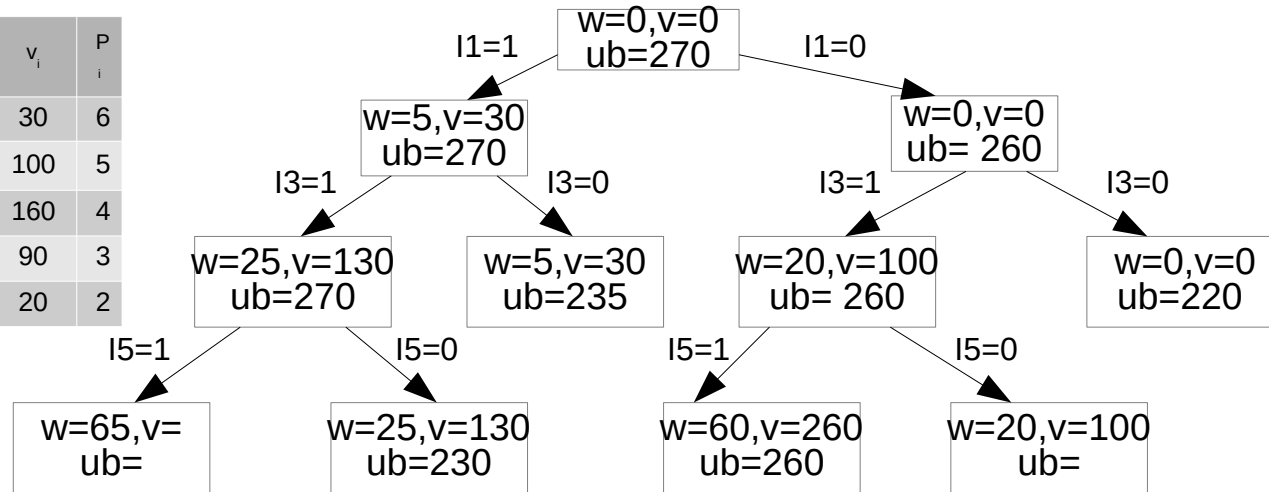 v i P i
30 6
100 5
160 4
90 3
20 2
w=0,v=0
ub=270
I1=1 I1=0
w=5,v=30
ub=270
w=0,v=0
ub= 260
I3=1 I3=0 I3=1 I3=0
w=25,v=130
ub=270
w=5,v=30
ub=235
w=20,v=100
ub= 260
w=0,v=0
ub=220
I5=1 I5=0 I5=1 I5=0
w=65,v=
ub=
w=25,v=130
ub=230
w=60,v=260
ub=260
w=20,v=100
ub=